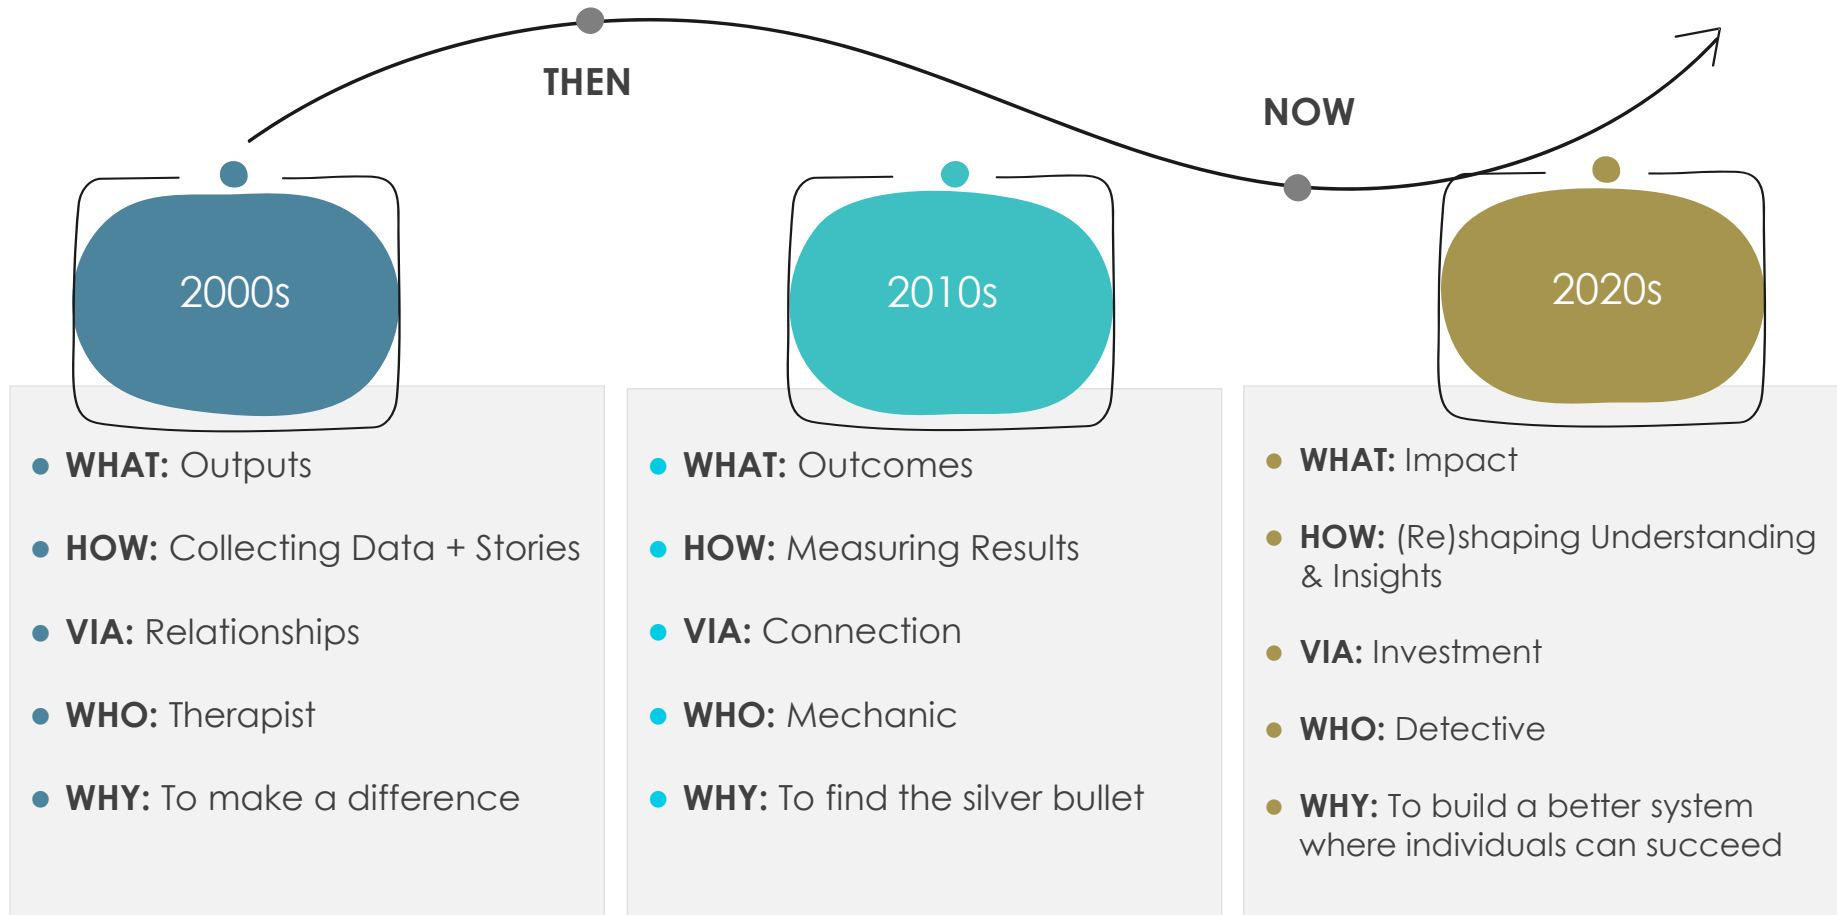 THEN
NOW
2000s
2010s
2020s
WHAT: Outputs
HOW: Collecting Data + Stories
VIA: Relationships
WHO: Therapist
WHY: To make a difference
WHAT: Outcomes
HOW: Measuring Results
VIA: Connection
WHO: Mechanic
WHY: To find the silver bullet
WHAT: Impact
HOW: (Re)shaping Understanding
& Insights
VIA: Investment
WHO: Detective
WHY: To build a better system
where individuals can succeed